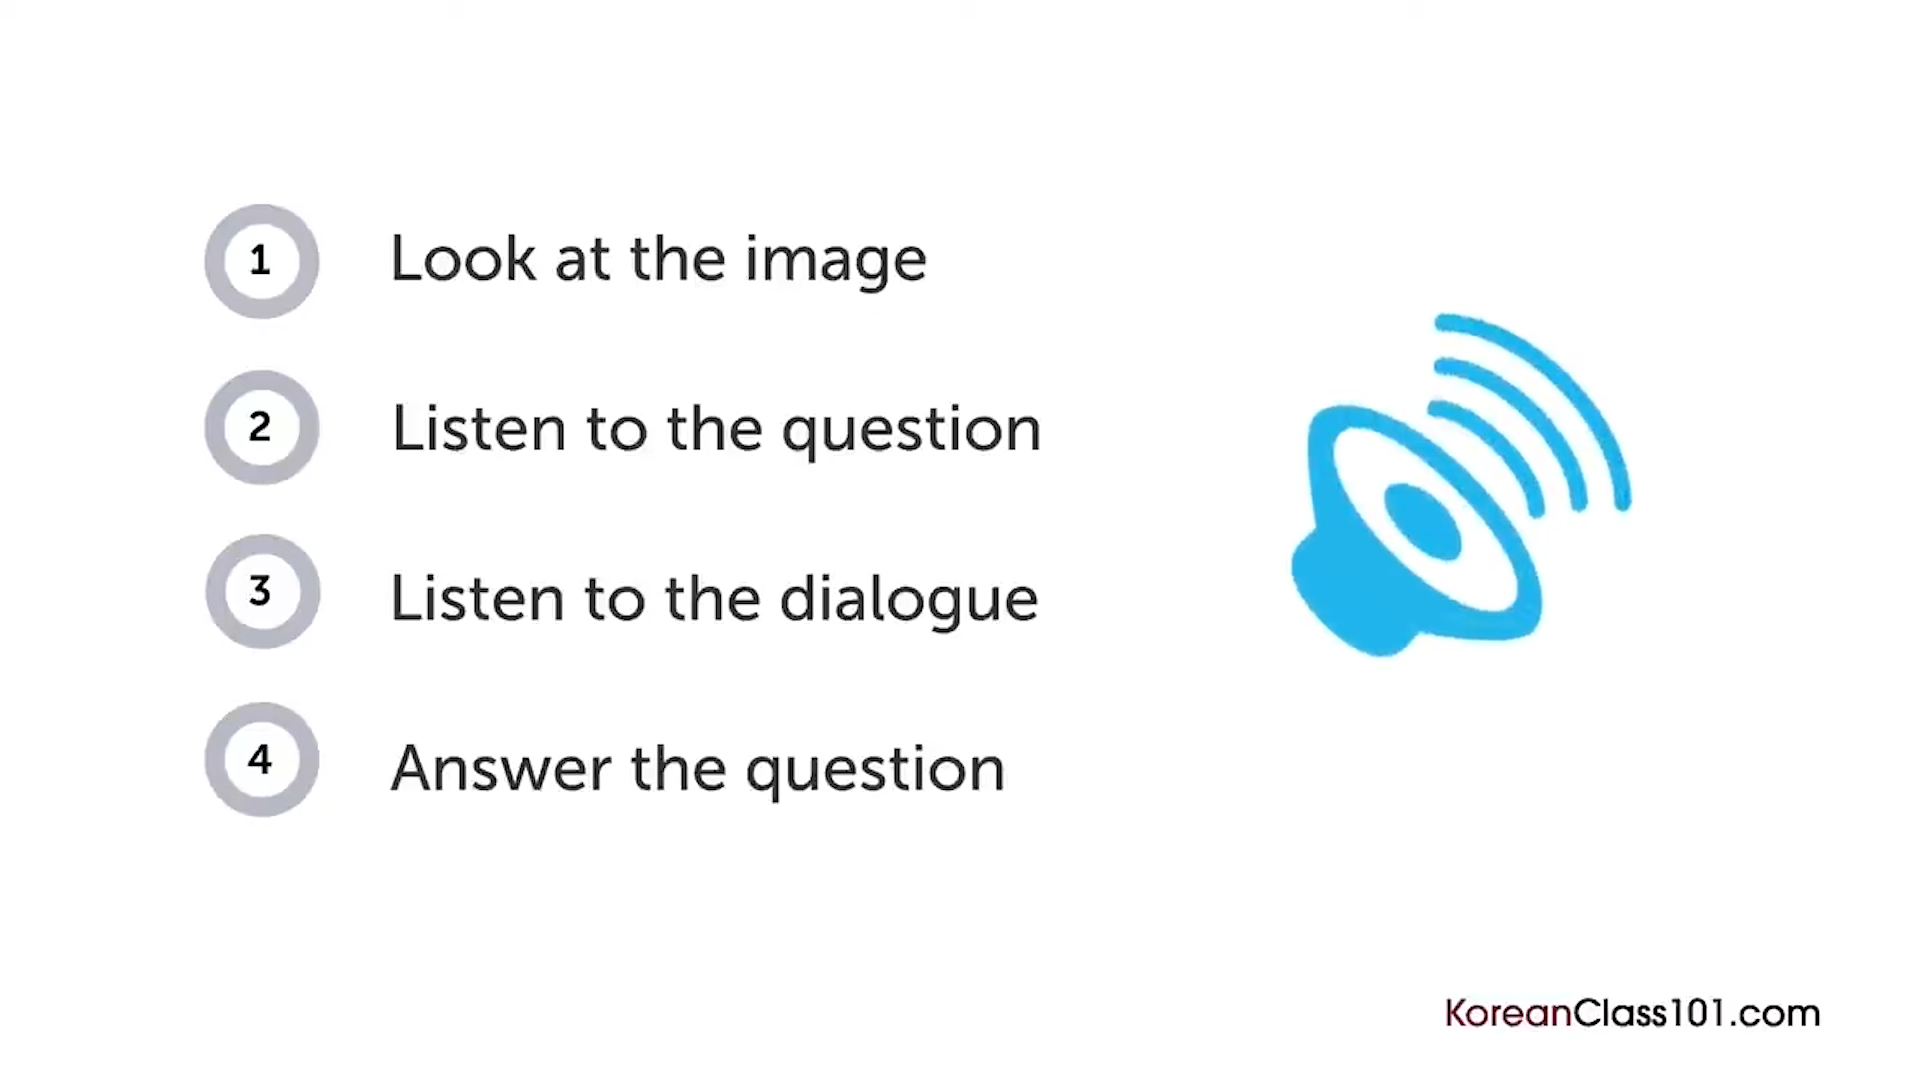 1 Look at the image
2 Listen to the question
3 Listen to the dialogue
4 Answer the question
KoreanClass101.com